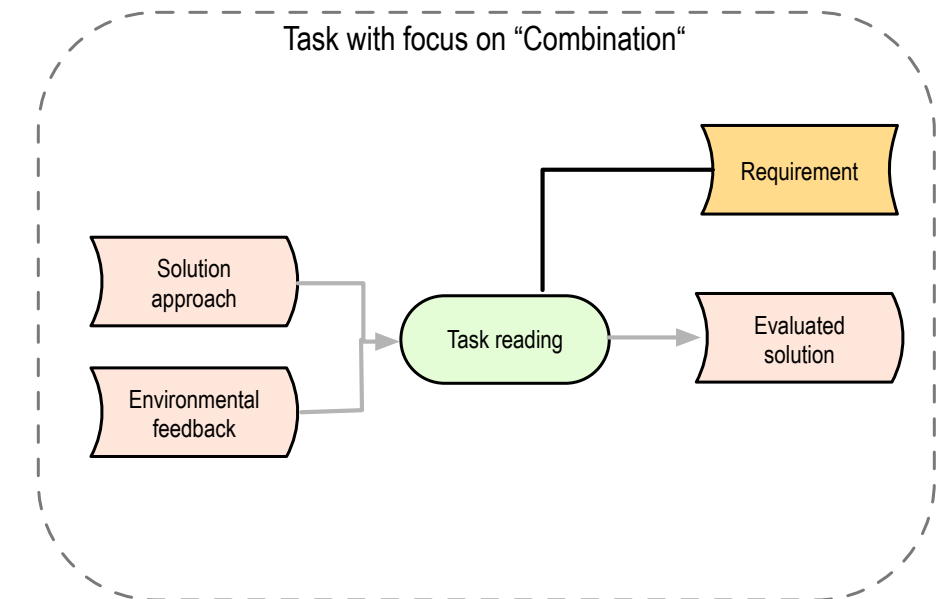 Task with focus on “Combination“
Requirement
Solution
approach
Task reading
Evaluated
solution
Environmental
feedback